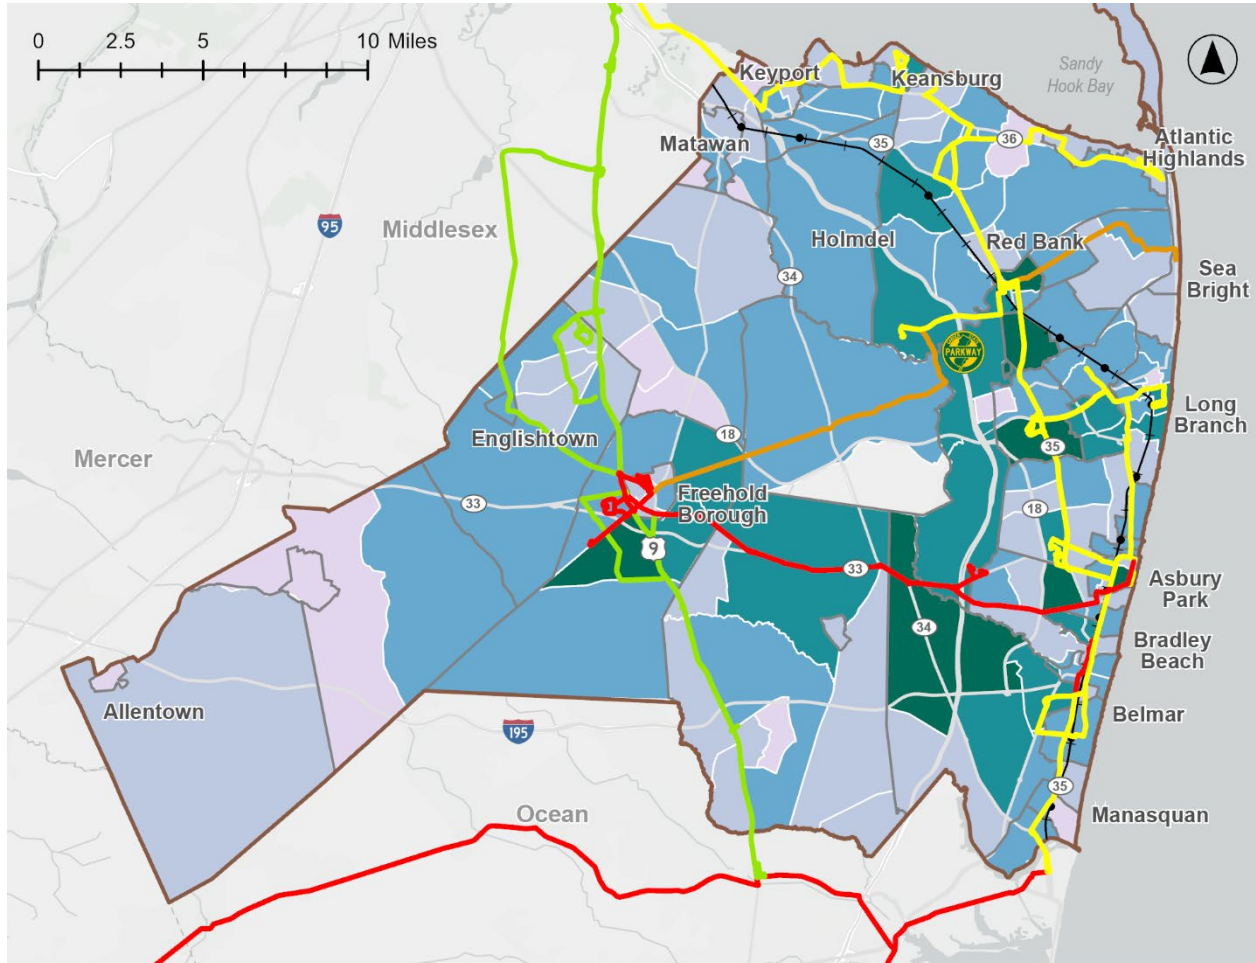 0 2.5 5 10 Miles
Keyport
Keansburg
Sandy
Hook Bay
Matawan
35
36
Atlantic
Highlands
95
Middlesex
Holmdel
Red Bank
34
Sea
Bright
PARKWAY
Long
Branch
Englishtown
18
35
Mercer
33
Freehold
Borough
18
9
33
Asbury
Park
34
Bradley
Beach
Allentown
195
Belmar
35
Ocean
Manasquan